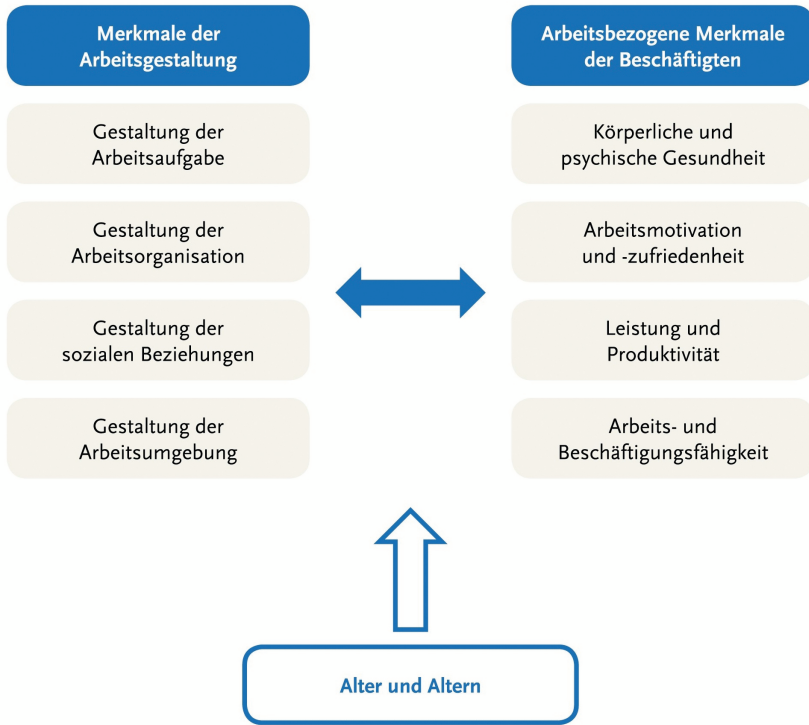 Merkmale der
Arbeitsgestaltung
Gestaltung der
Arbeitsaufgabe
Gestaltung der
Arbeitsorganisation
Gestaltung der
sozialen Beziehungen
Gestaltung der
Arbeitsumgebung
Arbeitsbezogene Merkmale
der Beschäftigten
Körperliche und
psychische Gesundheit
Arbeitsmotivation
und -zufriedenheit
Leistung und
Produktivität
Arbeits- und
Beschäftigungsfähigkeit
Alter und Altern